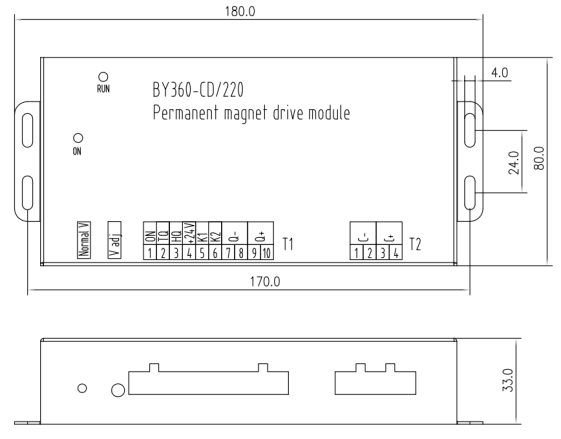 180.0
4.0
RUN
BY360-CD/220
Permanent magnet drive module
ON
24.0
80.0
Normal V
V adj
ON TQ HQ +24V K1 K2 Q- Q+
1 2 3 4 5 6 7 8 9 10
T1
C- C+
1 2 3 4
T2
170.0
33.0